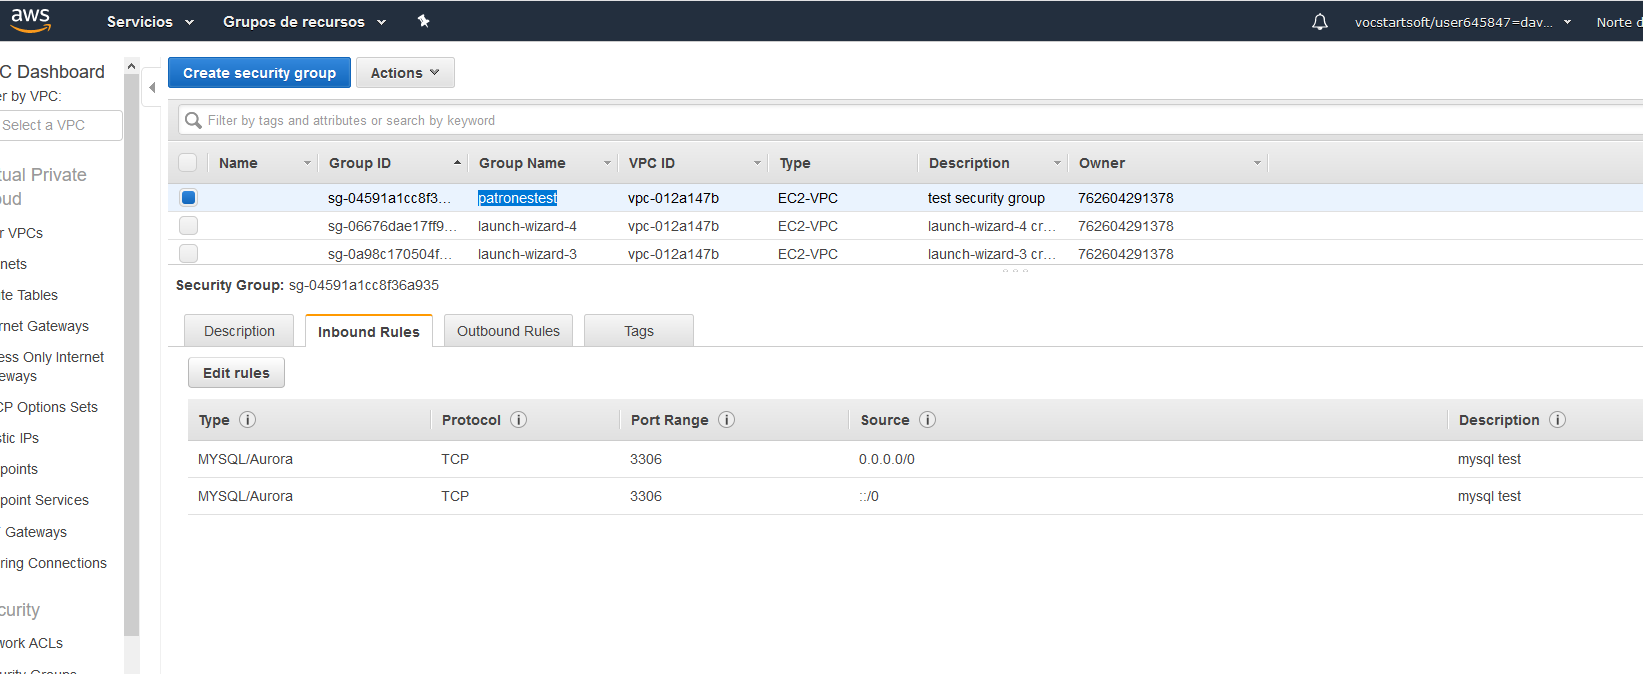 aws Servicios Grupos de recursos vocstartsoft/user645847=dav... Norte d
C Dashboard
er by VPC:
Select a VPC
tual Private
oud
r VPCs
nets
te Tables
rnet Gateways
ess Only Internet
eways
CP Options Sets
stic IPs
points
point Services
Gateways
ring Connections
curity
work ACLs
Create security group Actions
Filter by tags and attributes or search by keyword
Name Group ID Group Name VPC ID Type Description Owner
sg-04591a1cc8f3... patronestest vpc-012a147b EC2-VPC test security group 762604291378
sg-06676dae17ff9... launch-wizard-4 vpc-012a147b EC2-VPC launch-wizard-4 cr... 762604291378
sg-0a98c170504f... launch-wizard-3 vpc-012a147b EC2-VPC launch-wizard-3 cr... 762604291378
Security Group: sg-04591a1cc8f36a935
Description Inbound Rules Outbound Rules Tags
Edit rules
Type Protocol Port Range Source Description
MYSQL/Aurora TCP 3306 0.0.0.0/0 mysql test
MYSQL/Aurora TCP 3306 ::/0 mysql test